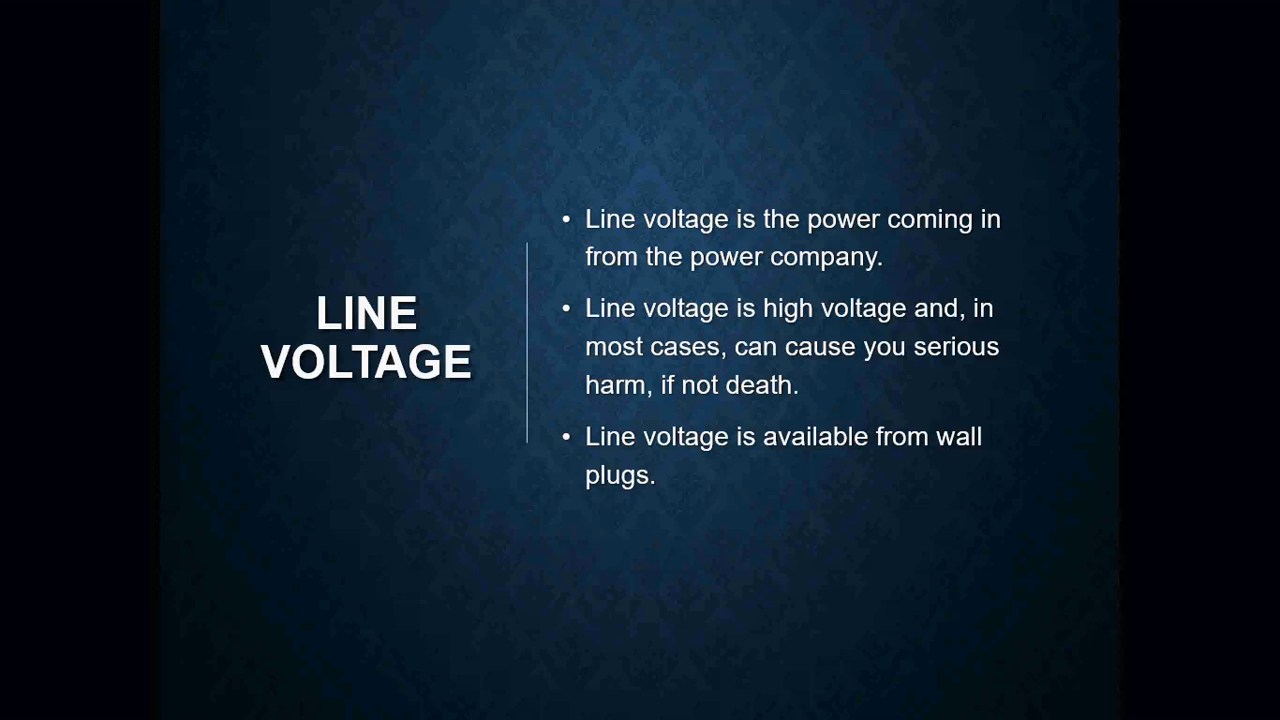 LINE
VOLTAGE
• Line voltage is the power coming in
from the power company.
• Line voltage is high voltage and, in
most cases, can cause you serious
harm, if not death.
• Line voltage is available from wall
plugs.